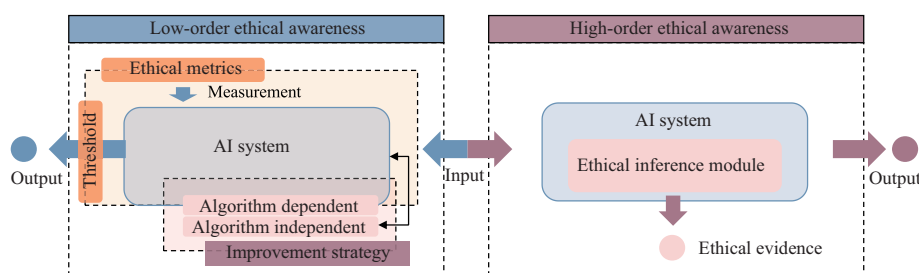 Low-order ethical awareness
High-order ethical awareness
Ethical metrics
Measurement
Threshold
AI system
Output
Algorithm dependent
Algorithm independent
Improvement strategy
Input
AI system
Ethical inference module
Ethical evidence
Output